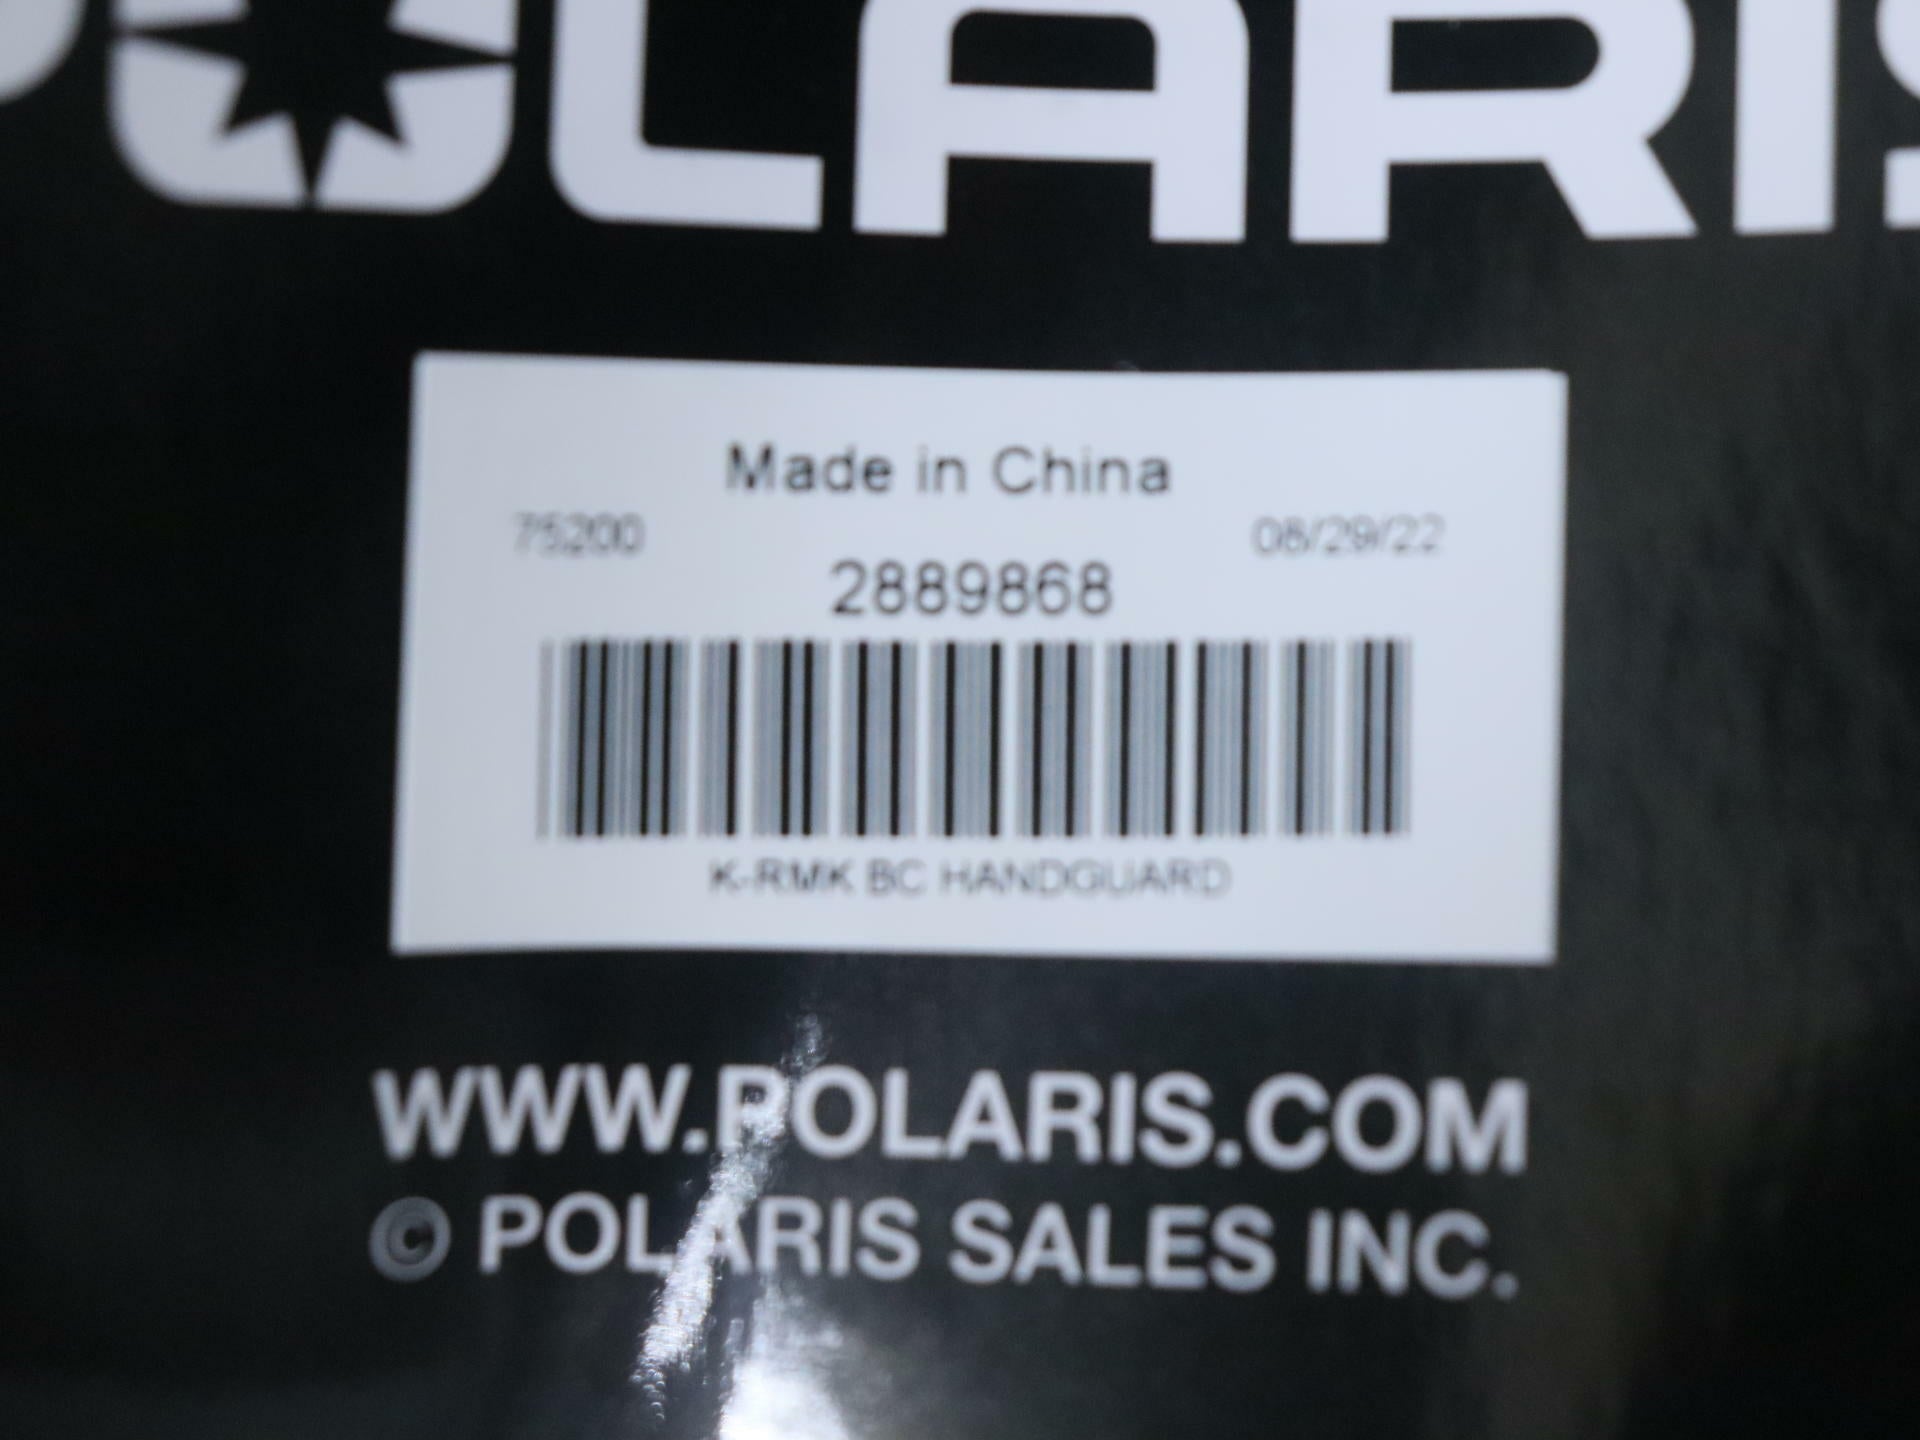 POLARIS
Made in China
75200 08/29/22
2889868
K-RMK BC HANDGUARD
WWW.POLARIS.COM
© POLARIS SALES INC.